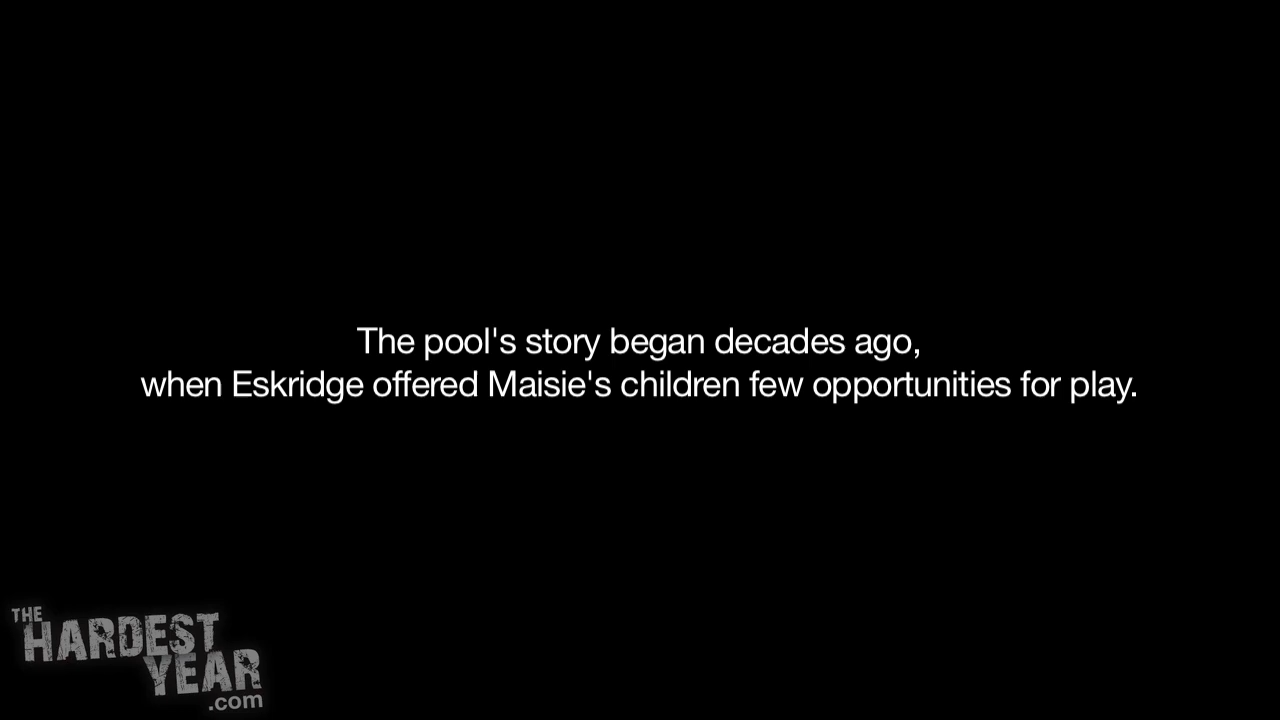 The pool's story began decades ago,
when Eskridge offered Maisie's children few opportunities for play.
THE
HARDEST
YEAR
.com